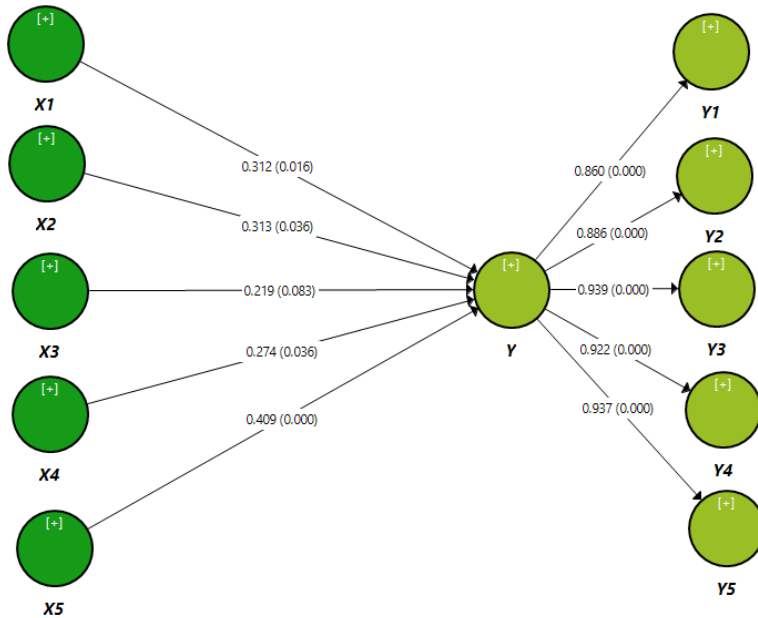 [+]
X1
[+]
X2
[+]
X3
[+]
X4
[+]
X5
0.312 (0.016)
0.313 (0.036)
0.219 (0.083)
0.274 (0.036)
0.409 (0.000)
[+]
Y
0.860 (0.000)
0.886 (0.000)
0.939 (0.000)
0.922 (0.000)
0.937 (0.000)
[+]
Y1
[+]
Y2
[+]
Y3
[+]
Y4
[+]
Y5